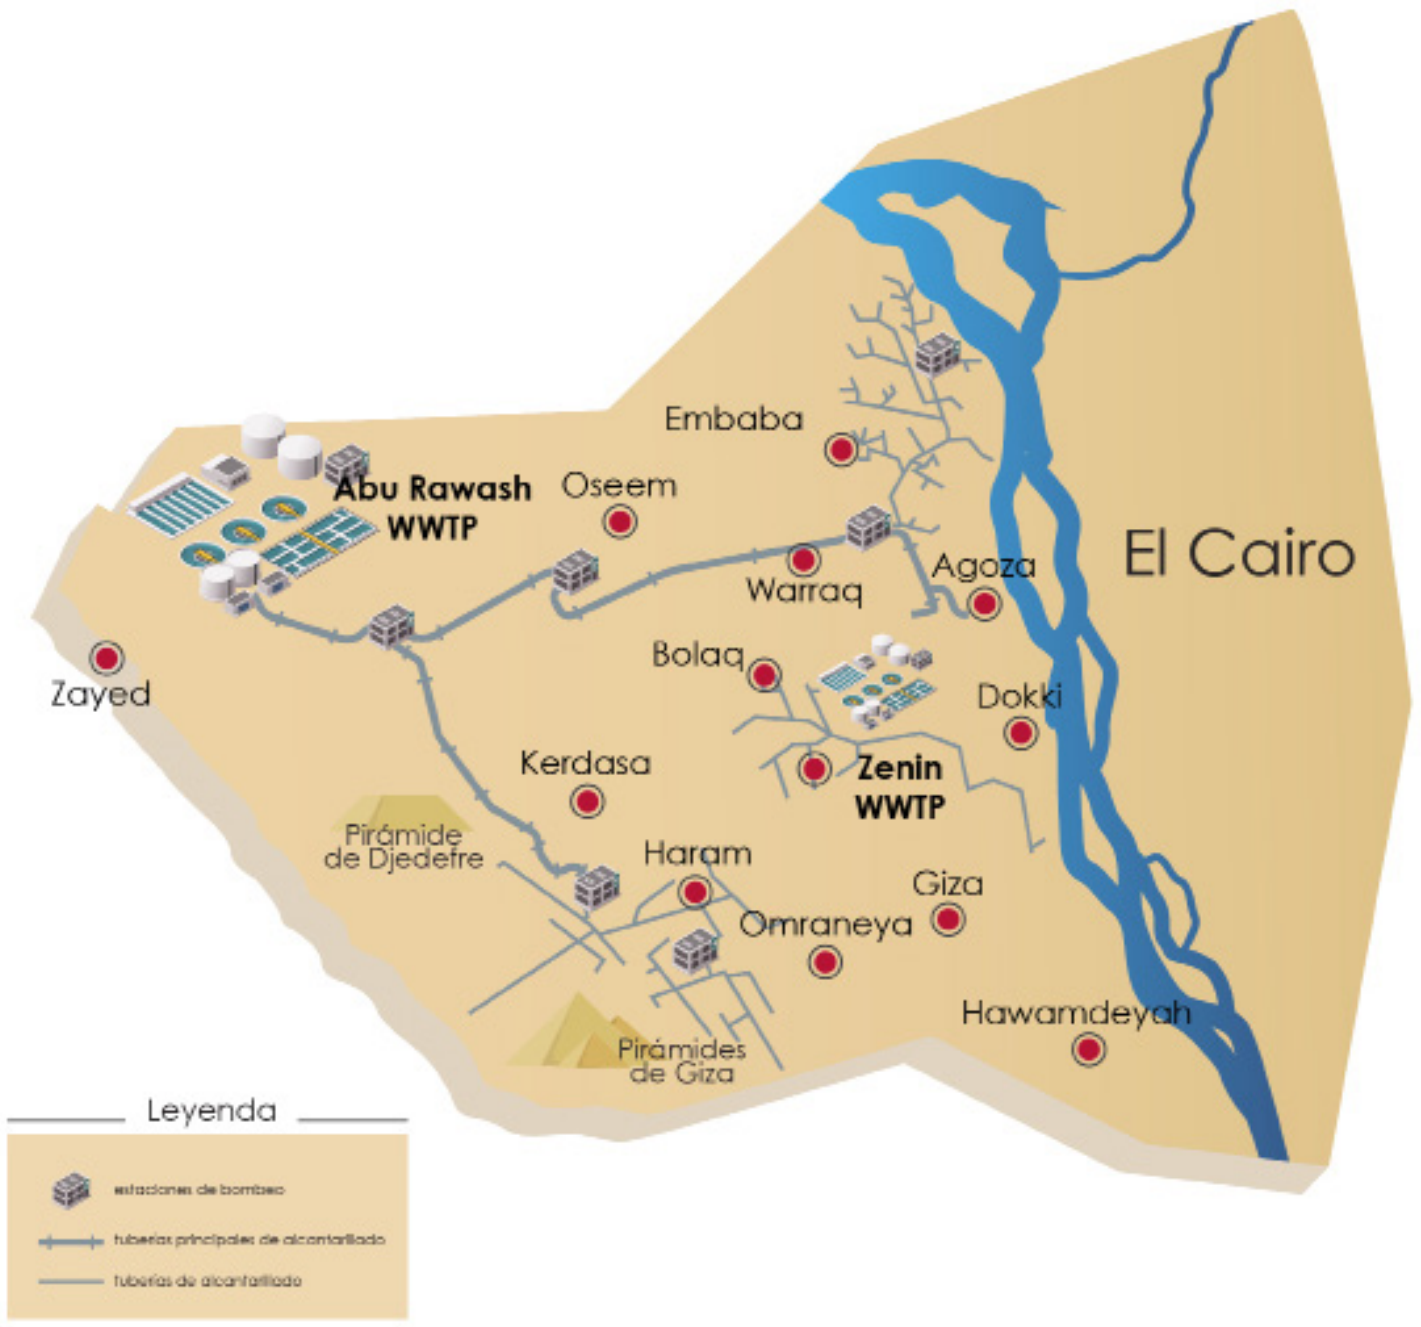 Embaba
Abu Rawash
WWTP
Oseem
El Cairo
Agoza
Warraq
Bolaq
Zayed
Dokki
Kerdasa
Zenin
WWTP
Pirámide
de Djedefre
Haram
Giza
Omraneya
Hawamdeyah
Pirámides
de Giza
Leyenda
estaciones de bombeo
tuberías principales de alcantarillado
tuberías de alcantarillado